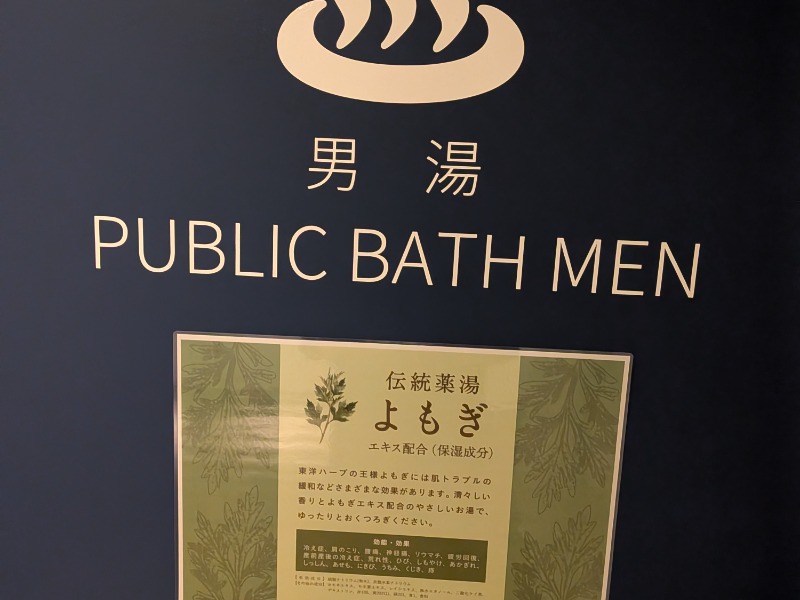 男 湯
PUBLIC BATH MEN
伝統薬湯
よもぎ
エキス配合(保湿成分)
東洋ハーブの王様よもぎには肌トラブルの
緩和などさまざまな効果があります。清々しい
香りとよもぎエキス配合のやさしいお湯で、
ゆったりとおくつろぎください。
効能・効果
冷え症、肩のこり、腰痛、神経痛、リウマチ、疲労回復、
産前産後の冷え症、荒れ性、ひび、しもやけ、あかぎれ、
しっしん、あせも、にきび、うちみ、くじき、痔